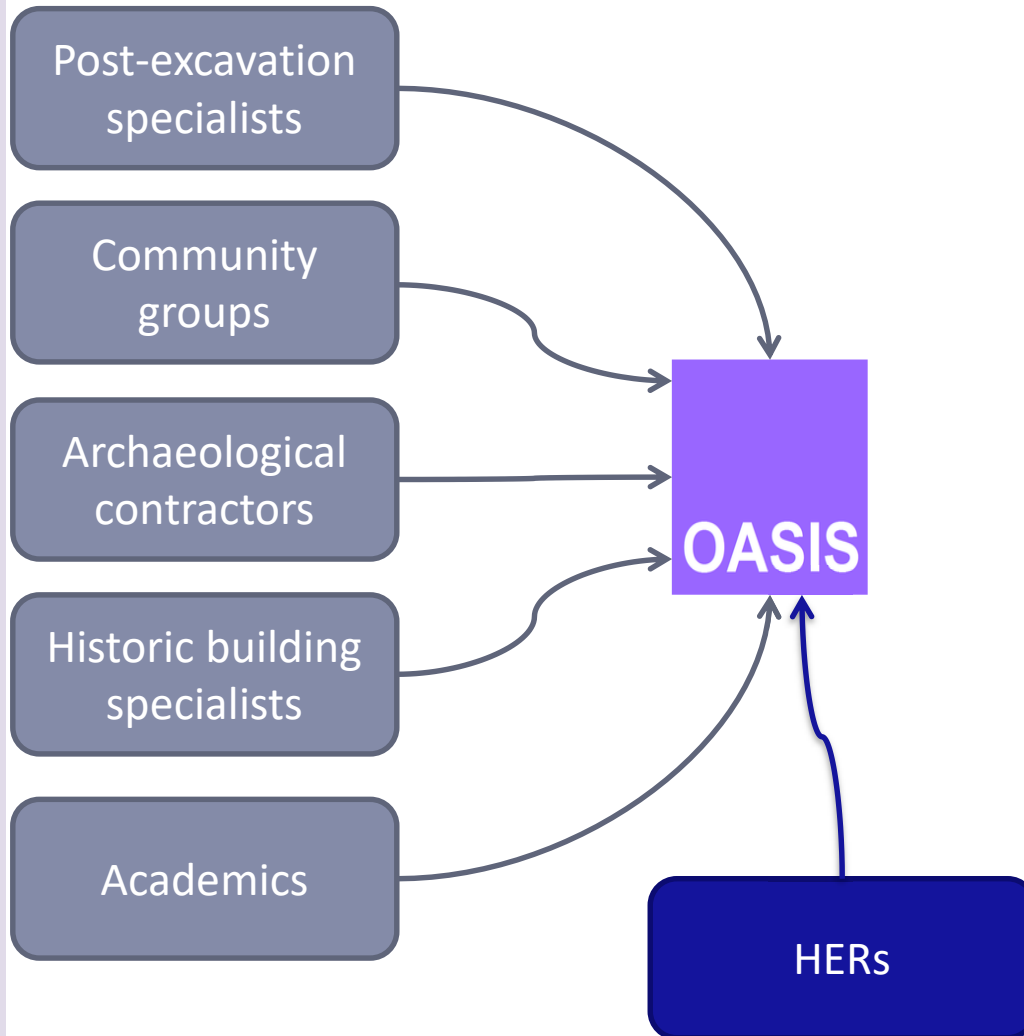 Post-excavation
specialists
Community
groups
Archaeological
contractors
OASIS
Historic building
specialists
Academics
HERs